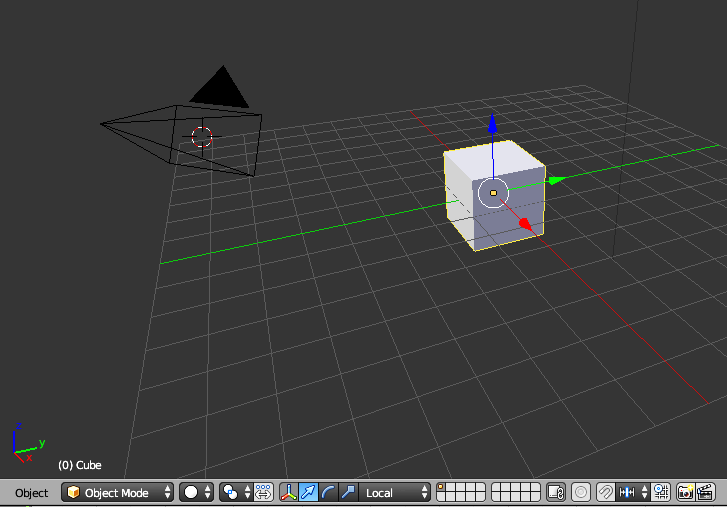 z
y
x
(0) Cube
Object
Object Mode
Local